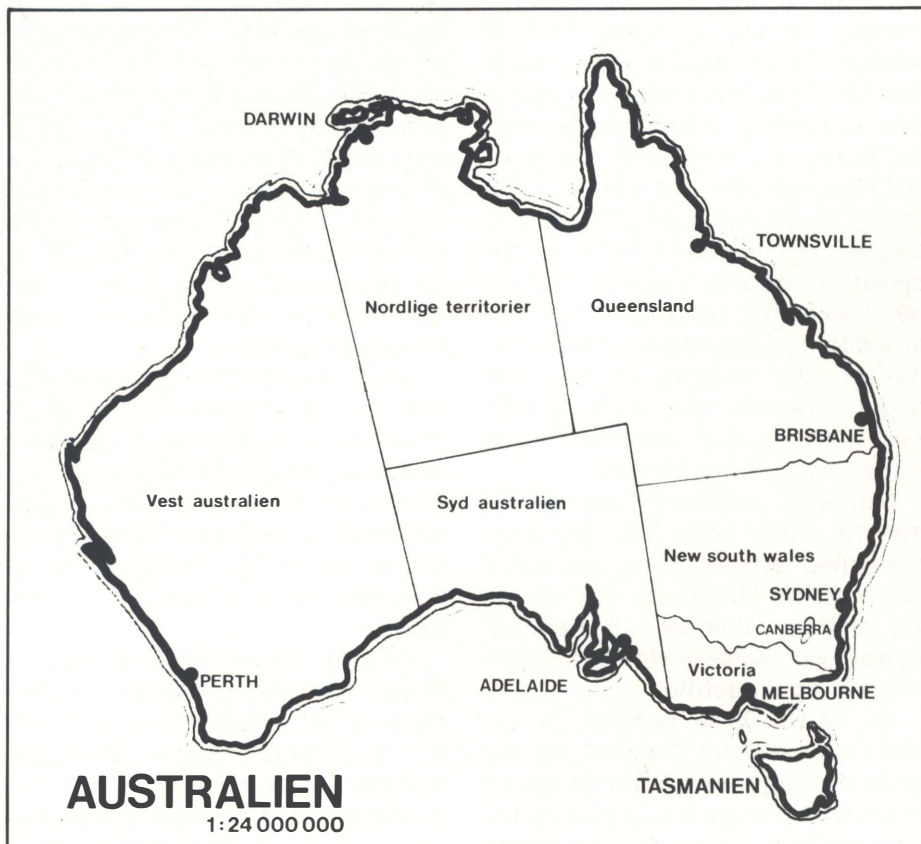 DARWIN
TOWNSVILLE
Nordlige territorier
Queensland
BRISBANE
Vest australien
Syd australien
New south wales
SYDNEY
CANBERRA
PERTH
ADELAIDE
Victoria
MELBOURNE
TASMANIEN
AUSTRALIEN
1:24 000 000